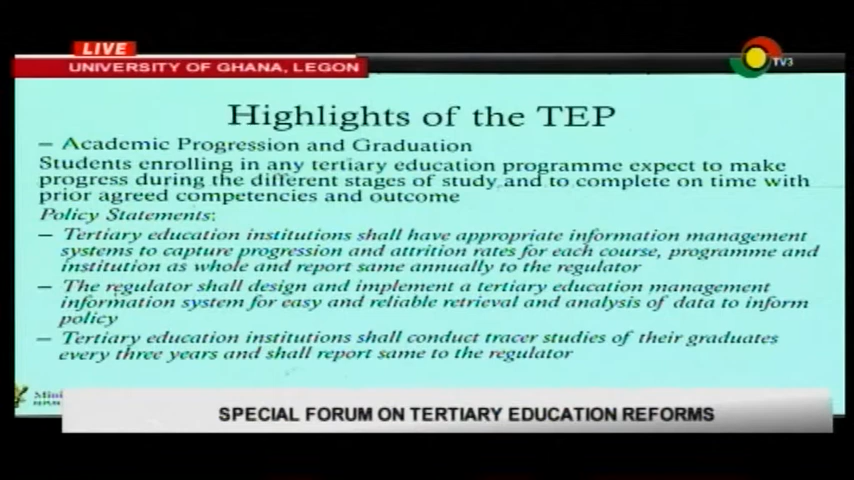 LIVE
UNIVERSITY OF GHANA, LEGON
TV3
Highlights of the TEP
– Academic Progression and Graduation
Students enrolling in any tertiary education programme expect to make
progress during the different stages of study and to complete on time with
prior agreed competencies and outcome
Policy Statements:
– Tertiary education institutions shall have appropriate information management
systems to capture progression and attrition rates for each course, programme and
institution as whole and report same annually to the regulator
– The regulator shall design and implement a tertiary education management
information system for easy and reliable retrieval and analysis of data to inform
policy
– Tertiary education institutions shall conduct tracer studies of their graduates
every three years and shall report same to the regulator
SPECIAL FORUM ON TERTIARY EDUCATION REFORMS